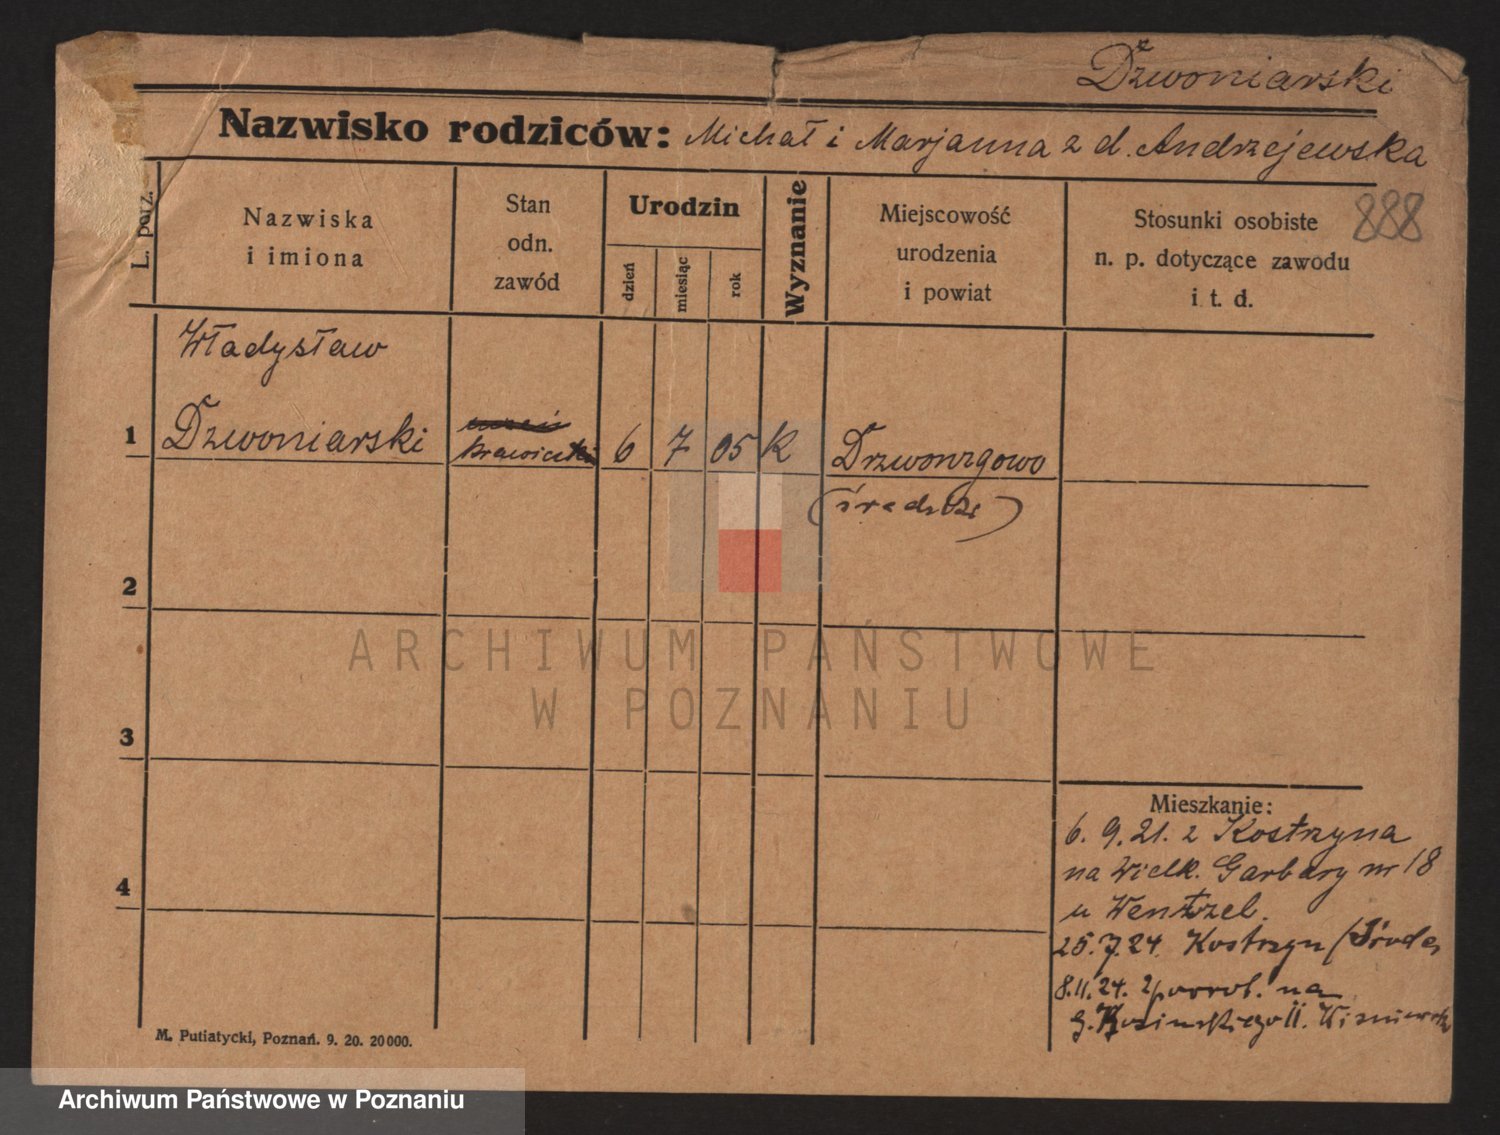 Dzwoniarski
Nazwisko rodziców: Michał i Marjanna z d. Andrzejewska
888
L. porz.
Nazwiska
i imiona
Stan
odn.
zawód
Urodzin
dzień
miesiąc
rok
Wyznanie
Miejscowość
urodzenia
i powiat
Stosunki osobiste
n. p. dotyczące zawodu
i t. d.
Władysław
1 Dzwoniarski 6 7 05 K
2
3
4
Mieszkanie:
6. 9. 21. z Kostrzyna
na Wielk. Garbary nr 18
u Wentzel.
25. 7. 24. Kostrzyn (Środa
8.11.24. na
11.
M. Putiatycki, Poznań. 9. 20. 20000.
ARCHIWUM PAŃSTWOWE
W POZNANIU
Archiwum Państwowe w Poznaniu